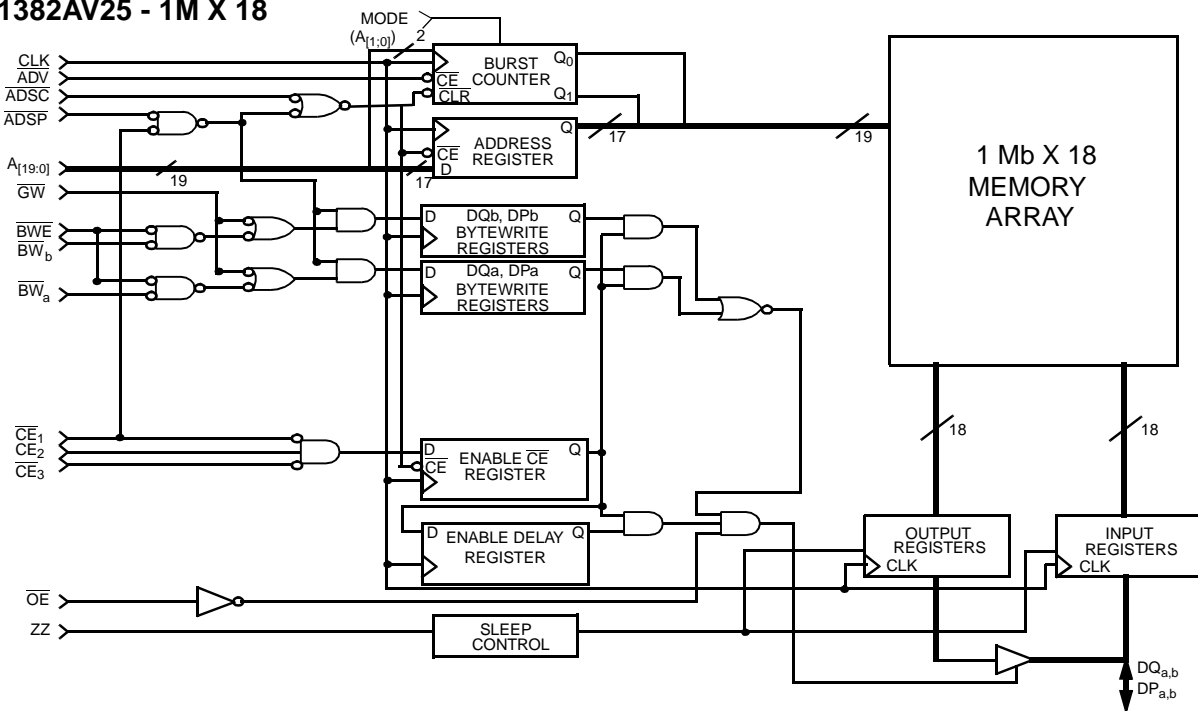 1382AV25 - 1M X 18
MODE
(A[1;0])
2
CLK
ADV
ADSC
ADSP
BURST
COUNTER
CE
CLR
Q0
Q1
ADDRESS
REGISTER
CE
D
Q
17
19
A[19:0]
19
17
GW
BWE
BWb
BWa
D
DQb, DPb
BYTEWRITE
REGISTERS
Q
D
DQa, DPa
BYTEWRITE
REGISTERS
Q
1 Mb X 18
MEMORY
ARRAY
18
18
CE1
CE2
CE3
D
CE
ENABLE CE
REGISTER
Q
D
ENABLE DELAY
REGISTER
Q
OUTPUT
REGISTERS
CLK
INPUT
REGISTERS
CLK
OE
ZZ
SLEEP
CONTROL
DQa,b
DPa,b